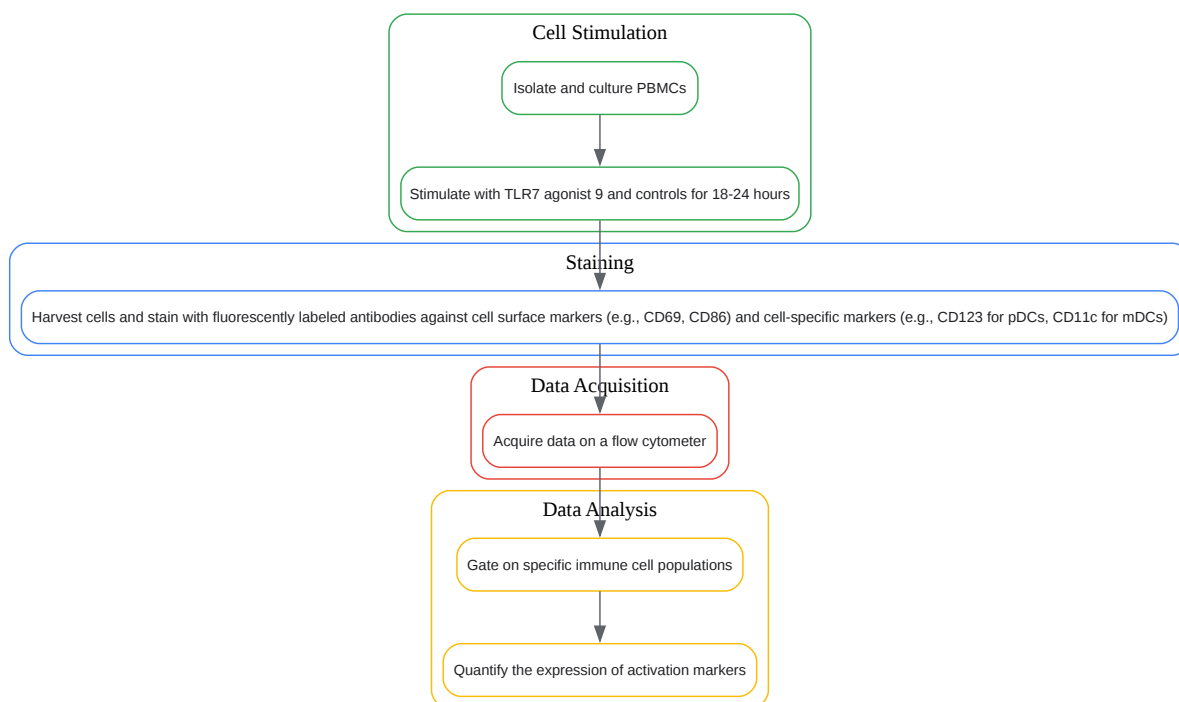 Cell Stimulation
Isolate and culture PBMCs
Stimulate with TLR7 agonist 9 and controls for 18-24 hours
Staining
Harvest cells and stain with fluorescently labeled antibodies against cell surface markers (e.g., CD69, CD86) and cell-specific markers (e.g., CD123 for pDCs, CD11c for mDCs)
Data Acquisition
Acquire data on a flow cytometer
Data Analysis
Gate on specific immune cell populations
Quantify the expression of activation markers